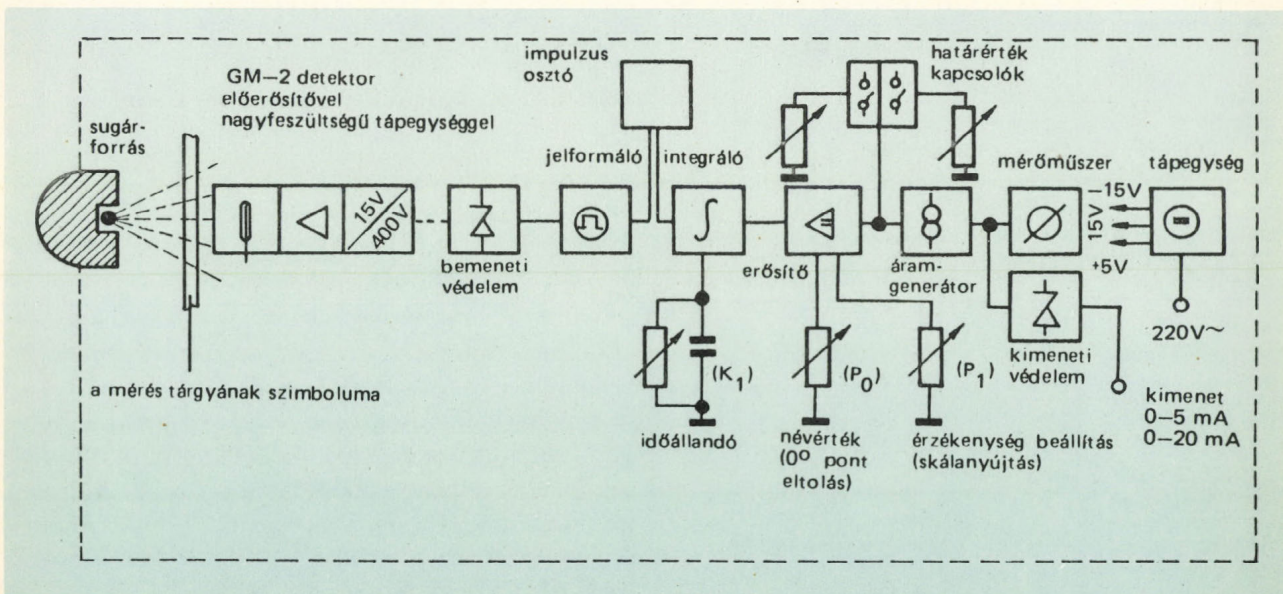 impulzus
osztó
határérték
kapcsolók
GM–2 detektor
előerősítővel
nagyfeszültségű tápegységgel
sugár-
forrás
jelformáló
integráló
mérőműszer
tápegység
15V
400V
–15V
15V
+5V
bemeneti
védelem
erősítő
áram-
generátor
220V~
kimeneti
védelem
(K1)
(P0)
(P1)
a mérés tárgyának szimboluma
kimenet
0–5 mA
0–20 mA
időállandó
névérték
(0° pont
eltolás)
érzékenység beállítás
(skálanyújtás)